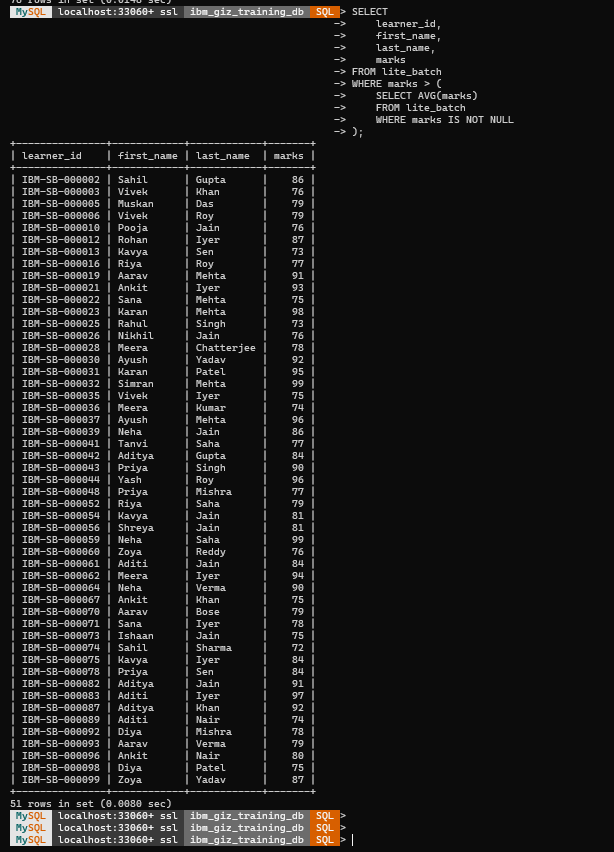 78 rows in set (0.0148 sec)
MySQL localhost:33060+ ssl ibm_giz_training_db SQL > SELECT
-> learner_id,
-> first_name,
-> last_name,
-> marks
-> FROM lite_batch
-> WHERE marks > (
-> SELECT AVG(marks)
-> FROM lite_batch
-> WHERE marks IS NOT NULL
-> );
+---------------+------------+------------+-------+
| learner_id | first_name | last_name | marks |
+---------------+------------+------------+-------+
| IBM-SB-000002 | Sahil | Gupta | 86 |
| IBM-SB-000003 | Vivek | Khan | 76 |
| IBM-SB-000005 | Muskan | Das | 79 |
| IBM-SB-000006 | Vivek | Roy | 79 |
| IBM-SB-000010 | Pooja | Jain | 76 |
| IBM-SB-000012 | Rohan | Iyer | 87 |
| IBM-SB-000013 | Kavya | Sen | 73 |
| IBM-SB-000016 | Riya | Roy | 77 |
| IBM-SB-000019 | Aarav | Mehta | 91 |
| IBM-SB-000021 | Ankit | Iyer | 93 |
| IBM-SB-000022 | Sana | Mehta | 75 |
| IBM-SB-000023 | Karan | Mehta | 98 |
| IBM-SB-000025 | Rahul | Singh | 73 |
| IBM-SB-000026 | Nikhil | Jain | 76 |
| IBM-SB-000028 | Meera | Chatterjee | 78 |
| IBM-SB-000030 | Ayush | Yadav | 92 |
| IBM-SB-000031 | Karan | Patel | 95 |
| IBM-SB-000032 | Simran | Mehta | 99 |
| IBM-SB-000035 | Vivek | Iyer | 75 |
| IBM-SB-000036 | Meera | Kumar | 74 |
| IBM-SB-000037 | Ayush | Mehta | 96 |
| IBM-SB-000039 | Neha | Jain | 86 |
| IBM-SB-000041 | Tanvi | Saha | 77 |
| IBM-SB-000042 | Aditya | Gupta | 84 |
| IBM-SB-000043 | Priya | Singh | 90 |
| IBM-SB-000044 | Yash | Roy | 96 |
| IBM-SB-000048 | Priya | Mishra | 77 |
| IBM-SB-000052 | Riya | Saha | 79 |
| IBM-SB-000054 | Kavya | Jain | 81 |
| IBM-SB-000056 | Shreya | Jain | 81 |
| IBM-SB-000059 | Neha | Saha | 99 |
| IBM-SB-000060 | Zoya | Reddy | 76 |
| IBM-SB-000061 | Aditi | Jain | 84 |
| IBM-SB-000062 | Meera | Iyer | 94 |
| IBM-SB-000064 | Neha | Verma | 90 |
| IBM-SB-000067 | Ankit | Khan | 75 |
| IBM-SB-000070 | Aarav | Bose | 79 |
| IBM-SB-000071 | Sana | Iyer | 78 |
| IBM-SB-000073 | Ishaan | Jain | 75 |
| IBM-SB-000074 | Sahil | Sharma | 72 |
| IBM-SB-000075 | Kavya | Iyer | 84 |
| IBM-SB-000078 | Priya | Sen | 84 |
| IBM-SB-000082 | Aditya | Jain | 91 |
| IBM-SB-000083 | Aditi | Iyer | 97 |
| IBM-SB-000087 | Aditya | Khan | 92 |
| IBM-SB-000089 | Aditi | Nair | 74 |
| IBM-SB-000092 | Diya | Mishra | 78 |
| IBM-SB-000093 | Aarav | Verma | 79 |
| IBM-SB-000096 | Ankit | Nair | 80 |
| IBM-SB-000098 | Diya | Patel | 75 |
| IBM-SB-000099 | Zoya | Yadav | 87 |
+---------------+------------+------------+-------+
51 rows in set (0.0080 sec)
MySQL localhost:33060+ ssl ibm_giz_training_db SQL >
MySQL localhost:33060+ ssl ibm_giz_training_db SQL >
MySQL localhost:33060+ ssl ibm_giz_training_db SQL >